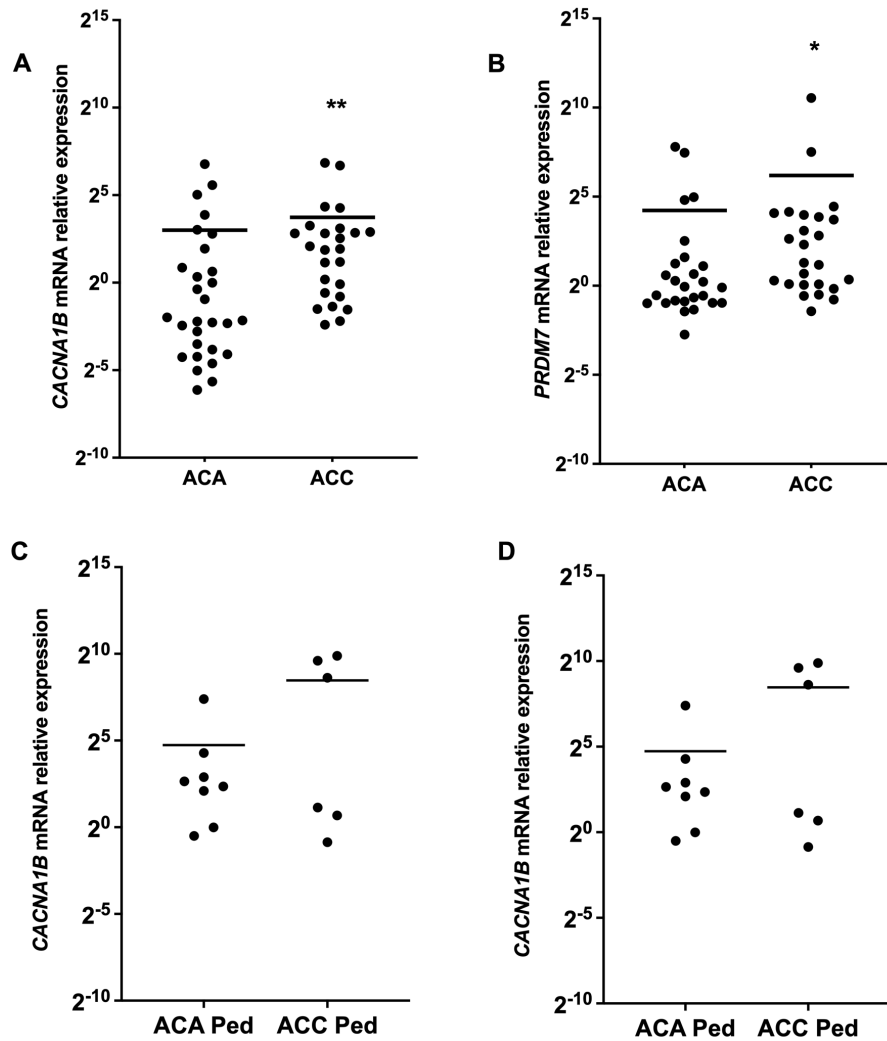 A
CACNA1B mRNA relative expression
2^15
2^10
2^5
2^0
2^-5
2^-10
**
ACA ACC
B
PRDM7 mRNA relative expression
2^15
2^10
2^5
2^0
2^-5
2^-10
*
ACA ACC
C
CACNA1B mRNA relative expression
2^15
2^10
2^5
2^0
2^-5
2^-10
ACA Ped ACC Ped
D
CACNA1B mRNA relative expression
2^15
2^10
2^5
2^0
2^-5
2^-10
ACA Ped ACC Ped